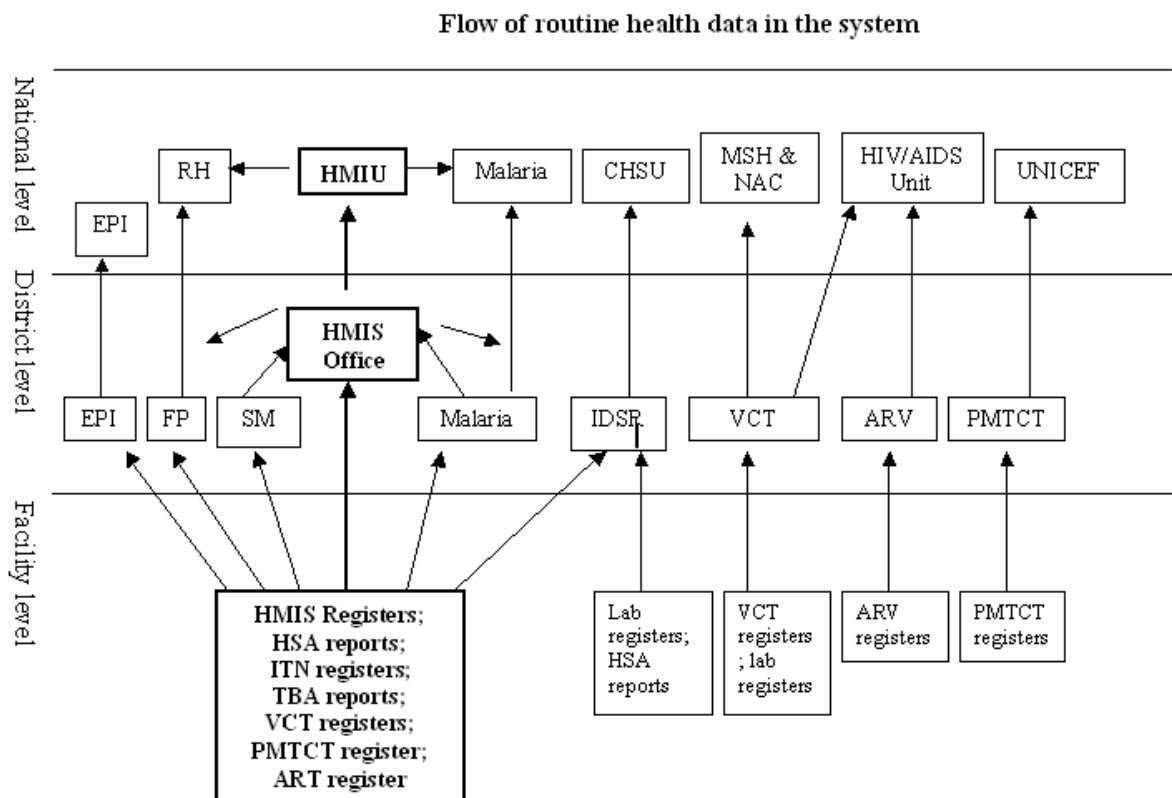 Flow of routine health data in the system
National level
RH
HMIU
Malaria
CHSU
MSH &
NAC
HIV/AIDS
Unit
UNICEF
EPI
District level
HMIS
Office
EPI
FP
SM
Malaria
IDSR
VCT
ARV
PMTCT
Facility level
HMIS Registers;
HSA reports;
ITN registers;
TBA reports;
VCT registers;
PMTCT register;
ART register
Lab
registers;
HSA
reports
VCT
registers
; lab
registers
ARV
registers
PMTCT
registers